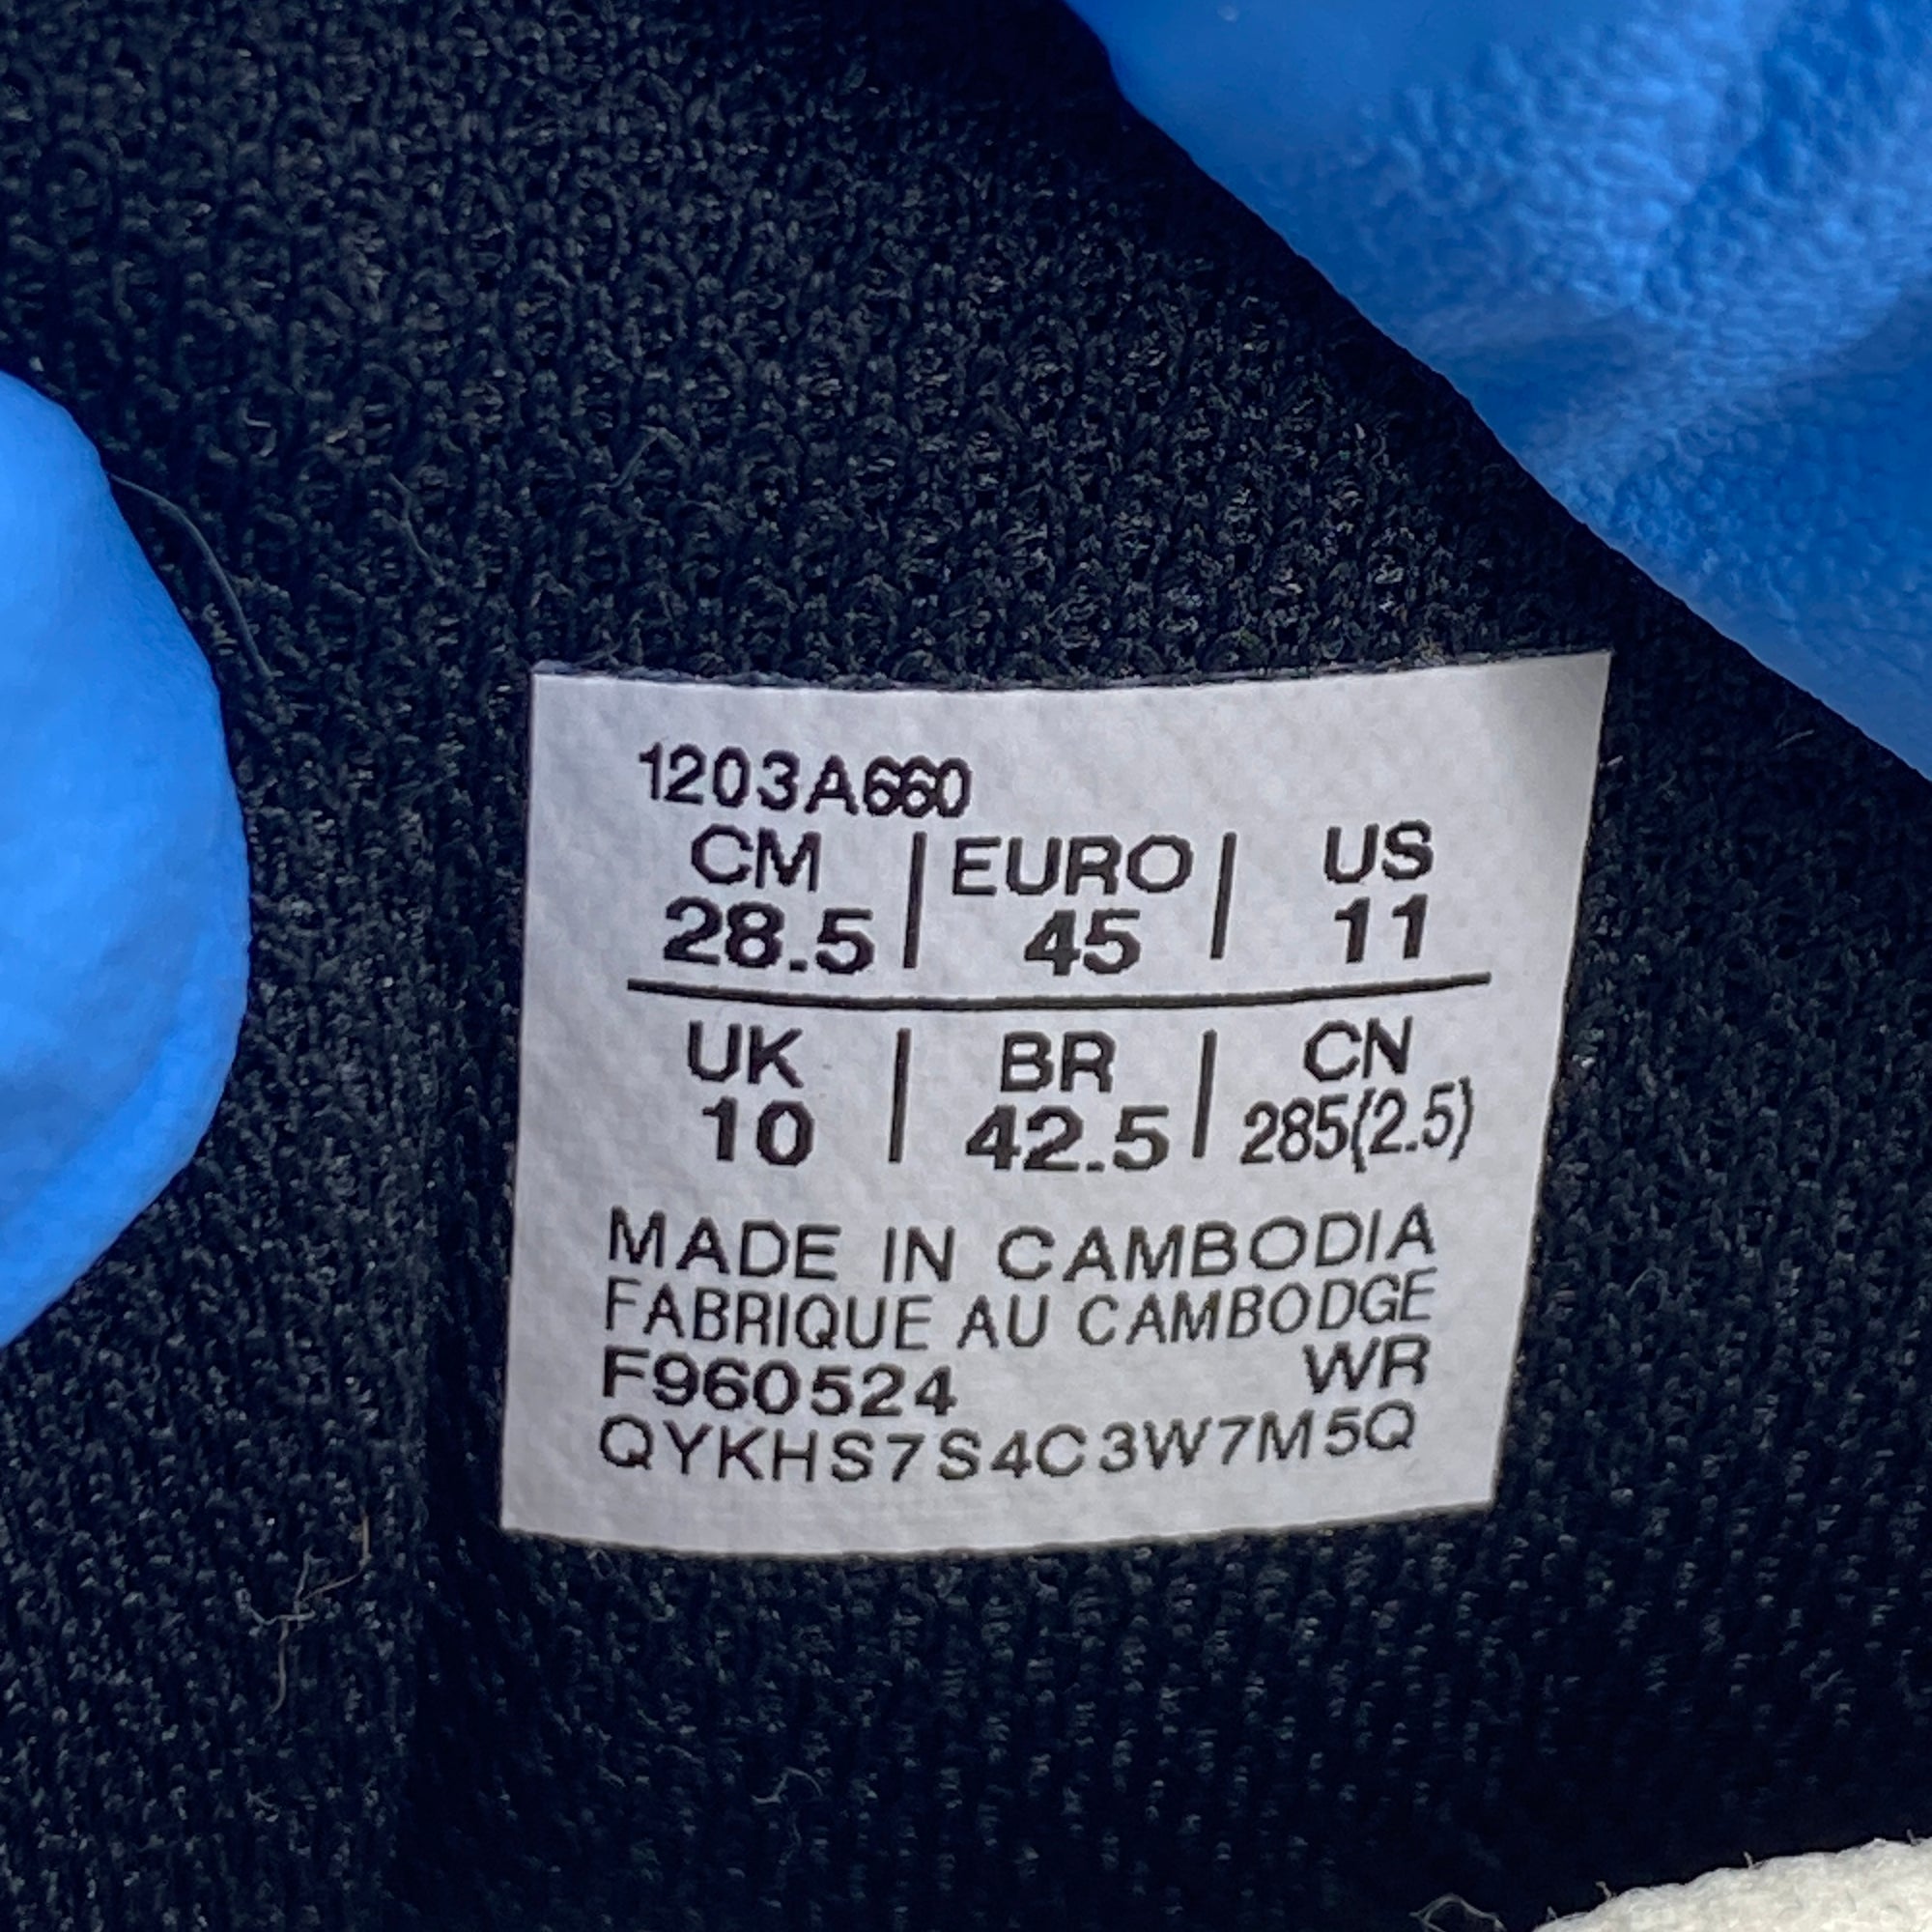 1203A660
CM | EURO | US
28.5 | 45 | 11
UK | BR | CN
10 | 42.5 | 285(2.5)
MADE IN CAMBODIA
FABRIQUE AU CAMBODGE
F960524 WR
QYKHS7S4C3W7M5Q